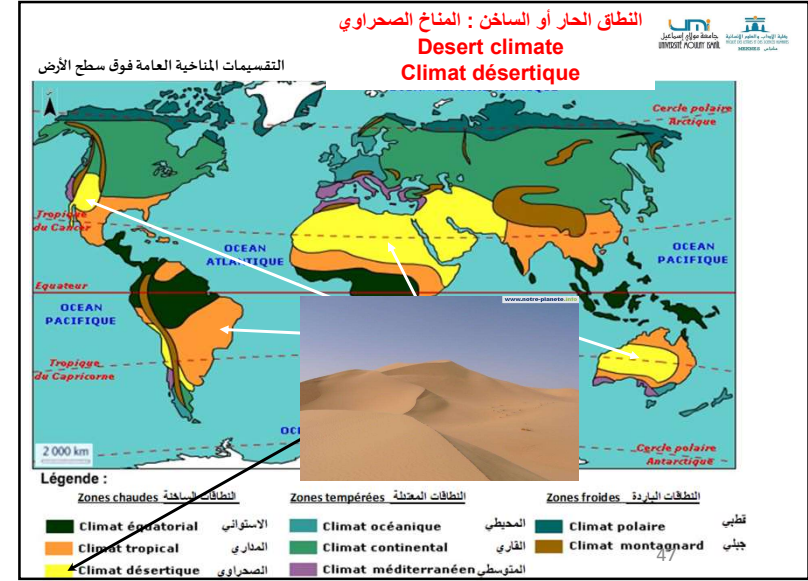 النطاق الحار أو الساخن : المناخ الصحراوي
Desert climate
Climat désertique
جامعة مولاي إسماعيل
UNIVERSITÉ MOULAY ISMAÏL
MEKNES مكناس
التقسيمات المناخية العامة فوق سطح الأرض
Cercle polaire
Arctique
Tropique
du Cancer
OCEAN
ATLANTIQUE
OCEAN
PACIFIQUE
Equateur
OCEAN
PACIFIQUE
www.notre-planete.info
Tropique
du Capricorne
2 000 km
Cercle polaire
Antarctique
Légende :
Zones chaudes النطاقات الساخنة
Zones tempérées النطاقات المعتدلة
Zones froides النطاقات الباردة
Climat équatorial الاستوائي
Climat océanique المحيطي
Climat polaire قطبي
Climat tropical المداري
Climat continental القاري
Climat montagnard جبلي
47
Climat désertique الصحراوي
Climat méditerranéen المتوسطي